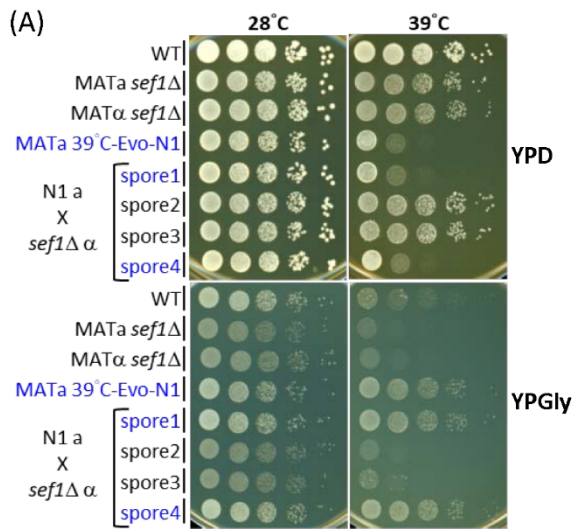 (A)
28°C 39°C
WT
MATa sef1Δ
MATα sef1Δ
MATa 39°C-Evo-N1
N1 a
X
sef1Δ α
spore1
spore2
spore3
spore4
YPD
WT
MATa sef1Δ
MATα sef1Δ
MATa 39°C-Evo-N1
N1 a
X
sef1Δ α
spore1
spore2
spore3
spore4
YPGly